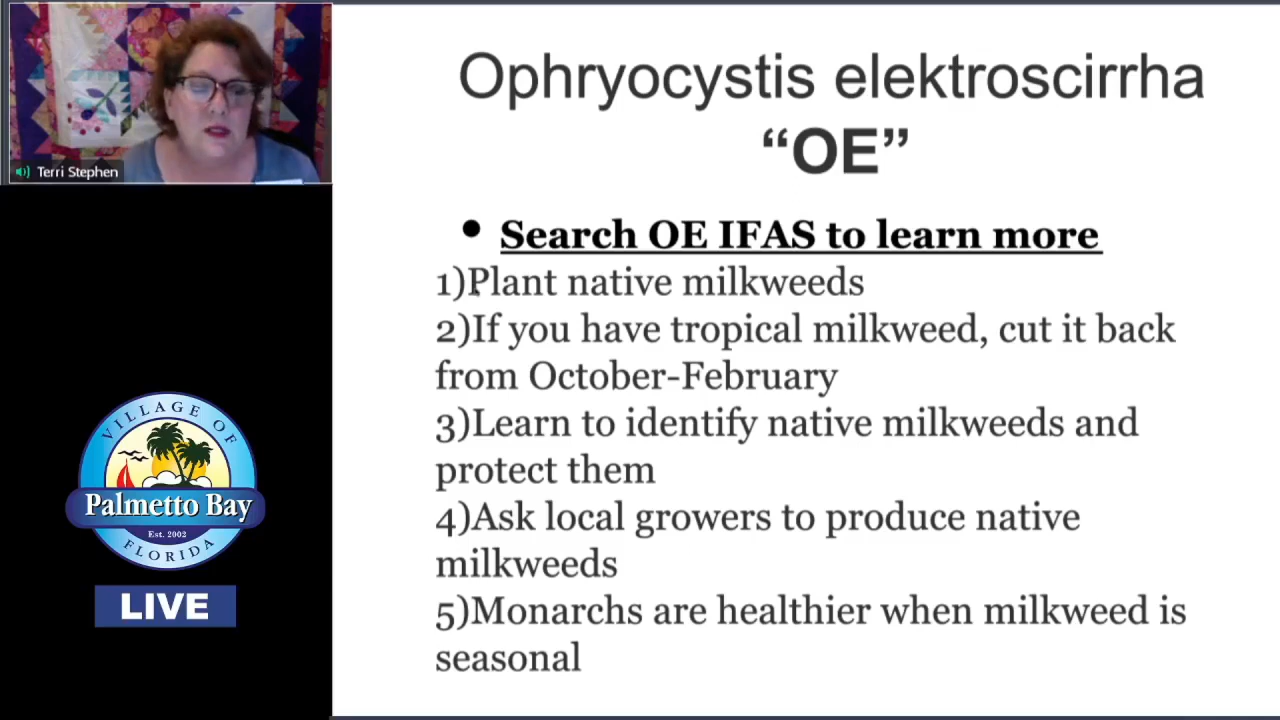 Terri Stephen
Ophryocystis elektroscirrha
“OE”
• Search OE IFAS to learn more
1)Plant native milkweeds
2)If you have tropical milkweed, cut it back
from October-February
3)Learn to identify native milkweeds and
protect them
4)Ask local growers to produce native
milkweeds
5)Monarchs are healthier when milkweed is
seasonal
VILLAGE OF
Palmetto Bay
Est. 2002
FLORIDA
LIVE